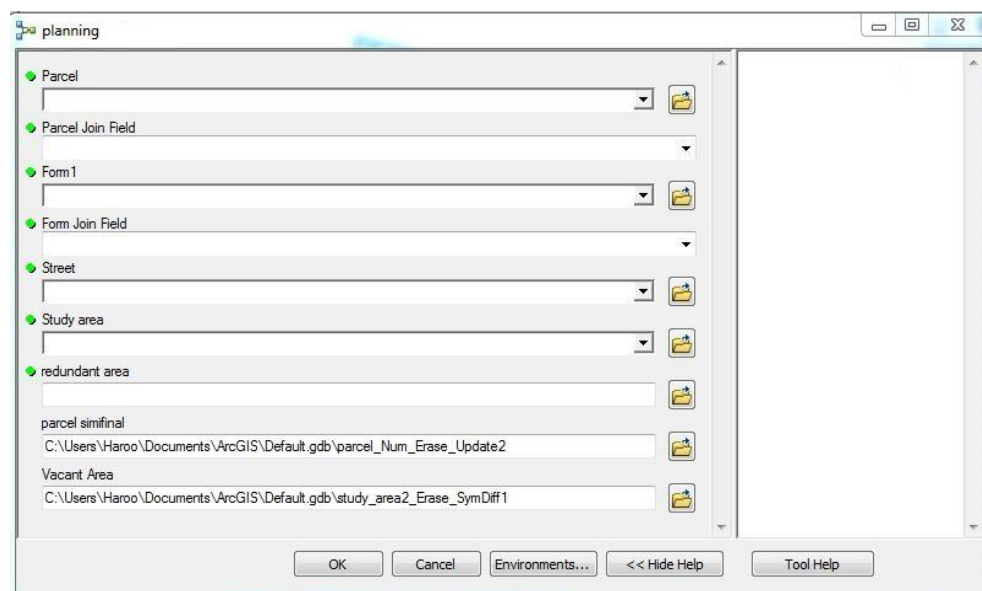 planning
Parcel
Parcel Join Field
Form1
Form Join Field
Street
Study area
redundant area
parcel simifinal
C:\Users\Haroo\Documents\ArcGIS\Default.gdb\parcel_Num_Erase_Update2
Vacant Area
C:\Users\Haroo\Documents\ArcGIS\Default.gdb\study_area2_Erase_SymDiff1
OK Cancel Environments... << Hide Help Tool Help